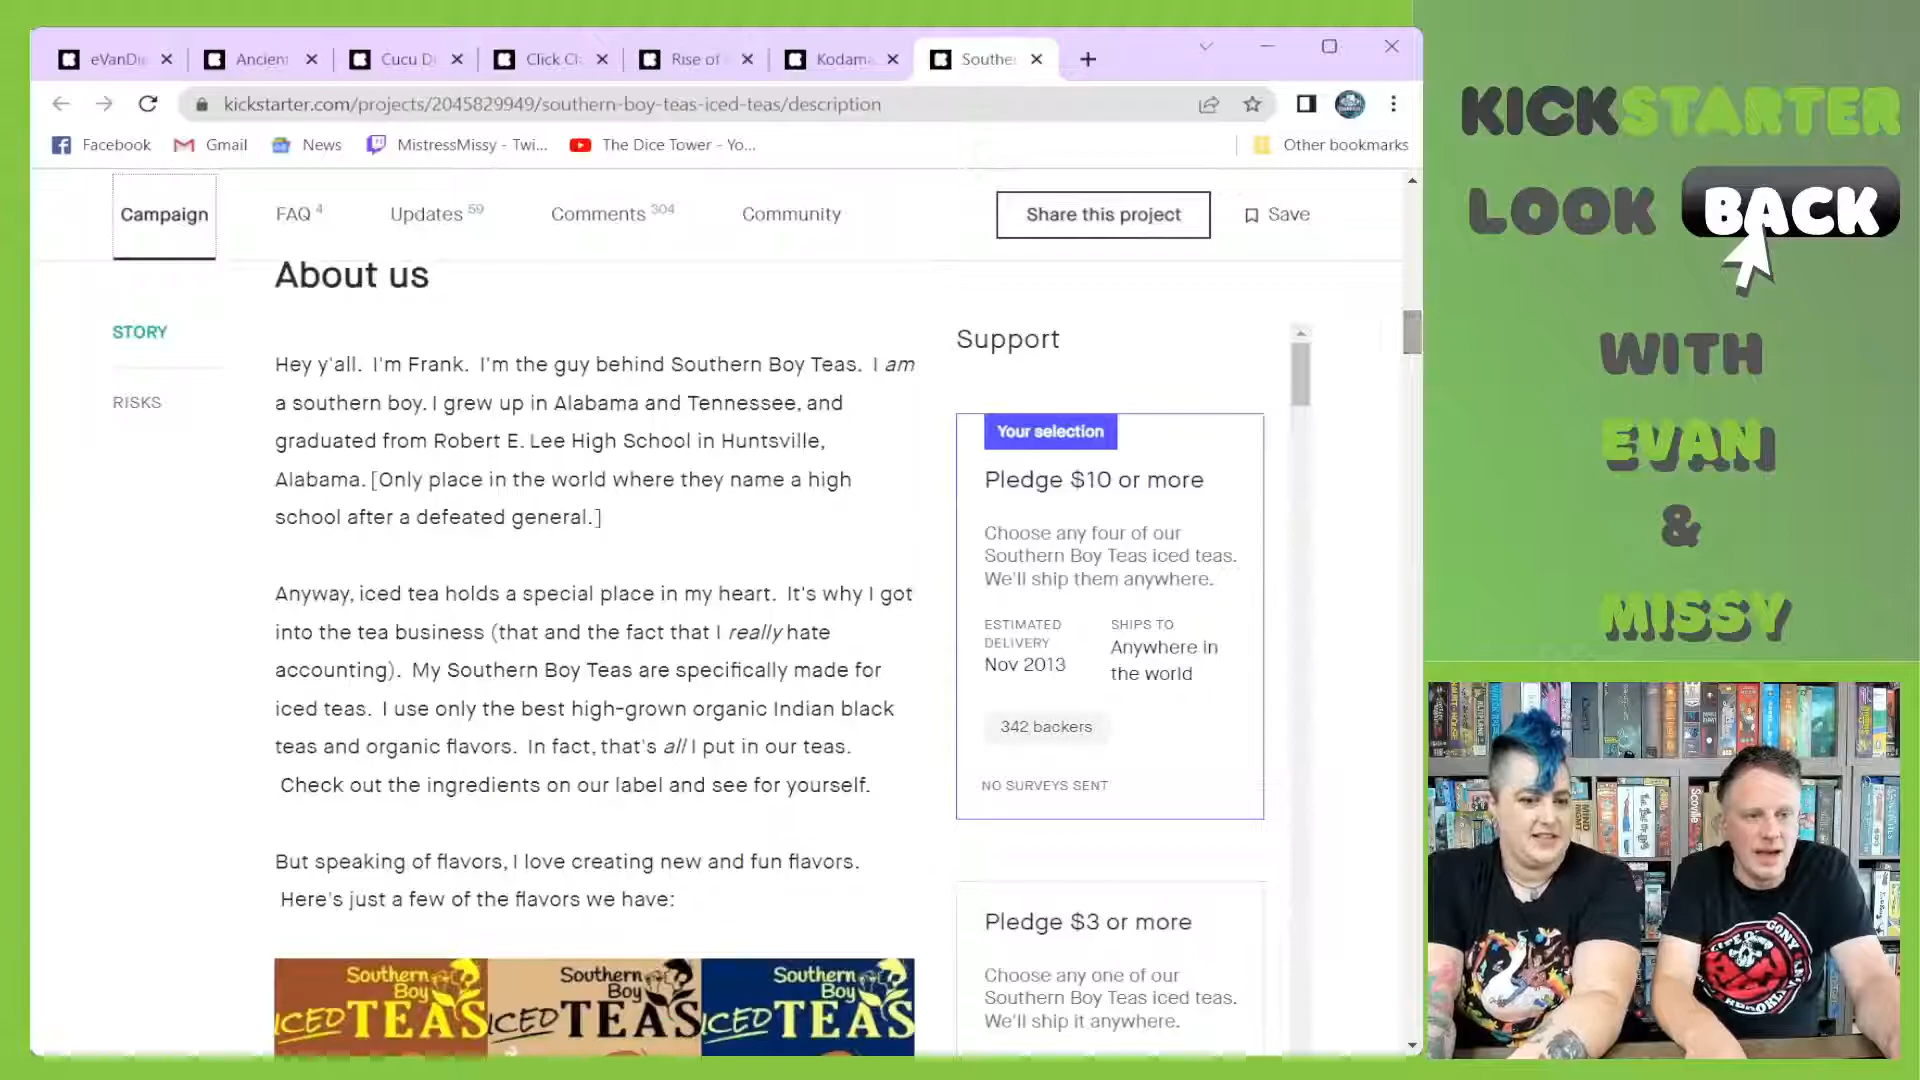 eVanDi
Ancient
Cucu D
Click Cl
Rise of
Kodama
Souther
kickstarter.com/projects/2045829949/southern-boy-teas-iced-teas/description
Facebook
Gmail
News
MistressMissy - Twi...
The Dice Tower - Yo...
Other bookmarks
Campaign
FAQ 4
Updates 59
Comments 304
Community
Share this project
Save
About us
STORY
RISKS
Hey y'all. I'm Frank. I'm the guy behind Southern Boy Teas. I am
a southern boy. I grew up in Alabama and Tennessee, and
graduated from Robert E. Lee High School in Huntsville,
Alabama. [Only place in the world where they name a high
school after a defeated general.]
Anyway, iced tea holds a special place in my heart. It's why I got
into the tea business (that and the fact that I really hate
accounting). My Southern Boy Teas are specifically made for
iced teas. I use only the best high-grown organic Indian black
teas and organic flavors. In fact, that's all I put in our teas.
Check out the ingredients on our label and see for yourself.
But speaking of flavors, I love creating new and fun flavors.
Here's just a few of the flavors we have:
Southern
Boy
ICED TEAS
Southern
Boy
ICED TEAS
Southern
Boy
ICED TEAS
Support
Your selection
Pledge $10 or more
Choose any four of our
Southern Boy Teas iced teas.
We'll ship them anywhere.
ESTIMATED
DELIVERY
Nov 2013
SHIPS TO
Anywhere in
the world
342 backers
NO SURVEYS SENT
Pledge $3 or more
Choose any one of our
Southern Boy Teas iced teas.
We'll ship it anywhere.
KICKSTARTER
LOOK BACK
WITH
EVAN
&
MISSY